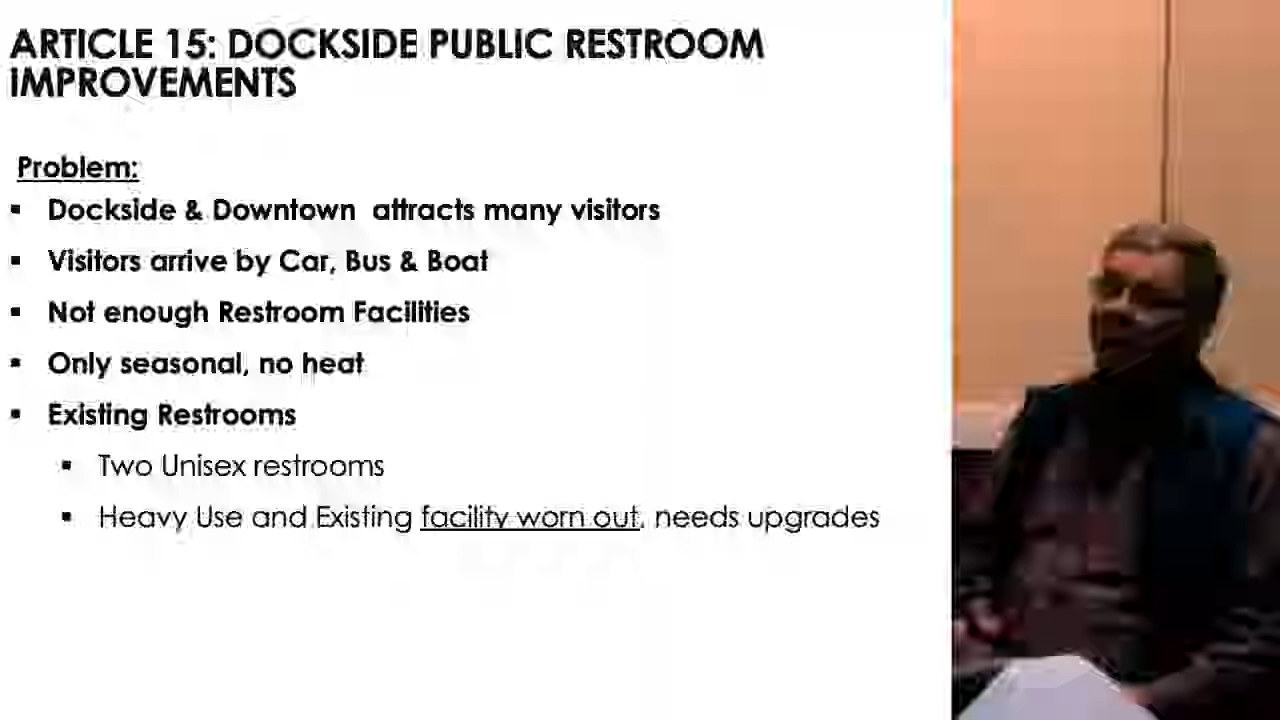 ARTICLE 15: DOCKSIDE PUBLIC RESTROOM
IMPROVEMENTS
Problem:
▪ Dockside & Downtown attracts many visitors
▪ Visitors arrive by Car, Bus & Boat
▪ Not enough Restroom Facilities
▪ Only seasonal, no heat
▪ Existing Restrooms
▪ Two Unisex restrooms
▪ Heavy Use and Existing facility worn out, needs upgrades